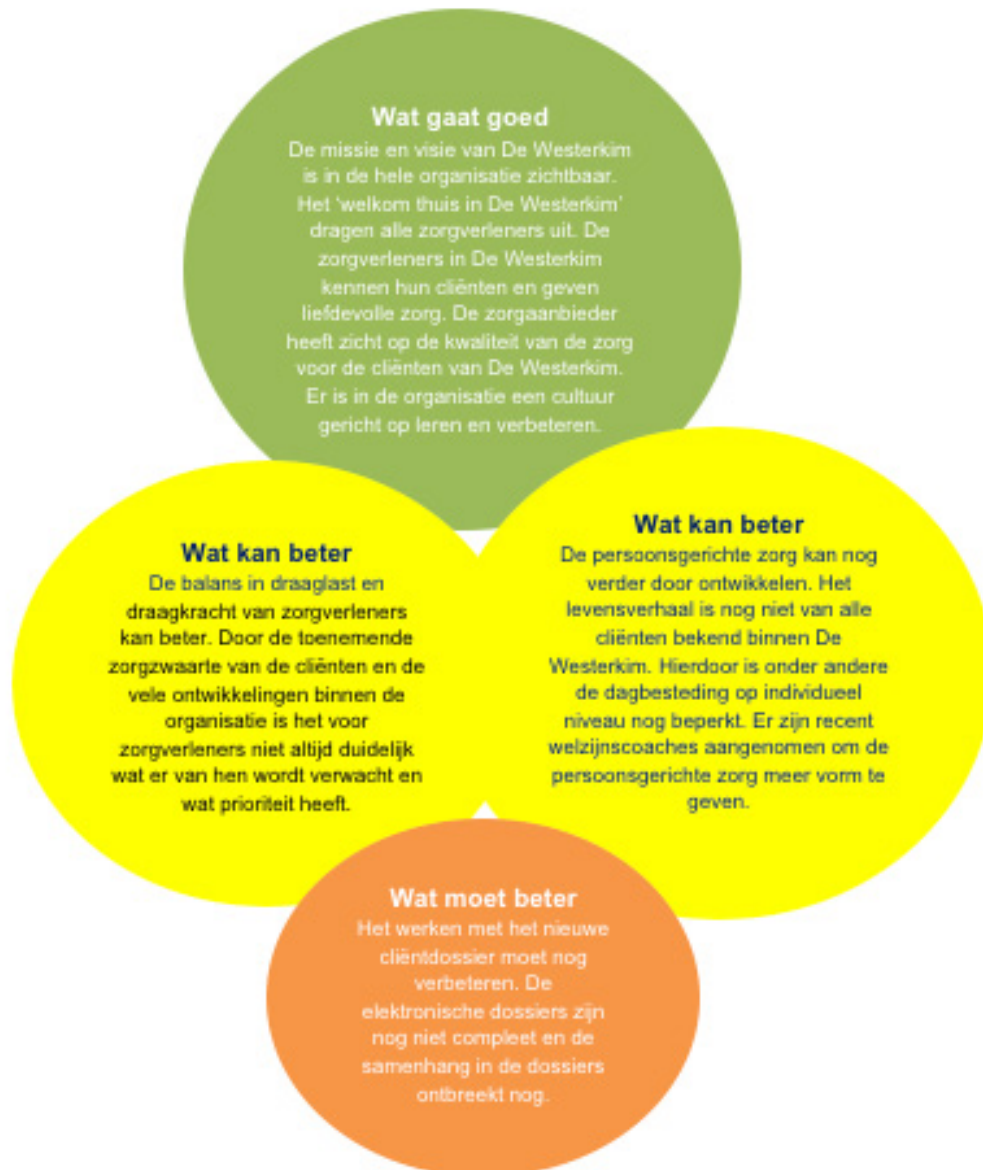 Wat gaat goed
De missie en visie van De Westerkim
is in de hele organisatie zichtbaar.
Het ‘welkom thuis in De Westerkim’
dragen alle zorgverleners uit. De
zorgverleners in De Westerkim
kennen hun cliënten en geven
liefdevolle zorg. De zorgaanbieder
heeft zicht op de kwaliteit van de zorg
voor de cliënten van De Westerkim.
Er is in de organisatie een cultuur
gericht op leren en verbeteren.
Wat kan beter
De balans in draaglast en
draagkracht van zorgverleners
kan beter. Door de toenemende
zorgzwaarte van de cliënten en de
vele ontwikkelingen binnen de
organisatie is het voor
zorgverleners niet altijd duidelijk
wat er van hen wordt verwacht en
wat prioriteit heeft.
Wat kan beter
De persoonsgerichte zorg kan nog
verder door ontwikkelen. Het
levensverhaal is nog niet van alle
cliënten bekend binnen De
Westerkim. Hierdoor is onder andere
de dagbesteding op individueel
niveau nog beperkt. Er zijn recent
welzijnscoaches aangenomen om de
persoonsgerichte zorg meer vorm te
geven.
Wat moet beter
Het werken met het nieuwe
cliëntdossier moet nog
verbeteren. De
elektronische dossiers zijn
nog niet compleet en de
samenhang in de dossiers
ontbreekt nog.